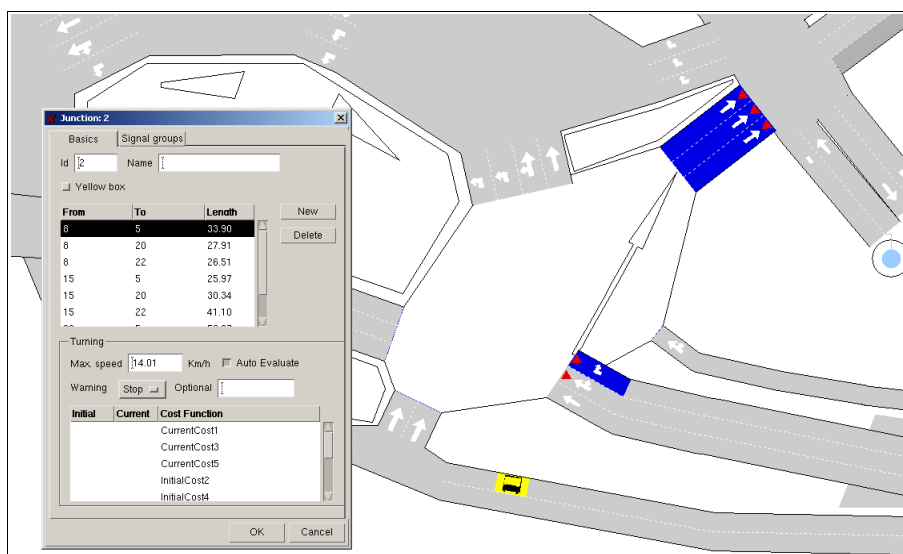 Junction: 2
Basics Signal groups
Id 2 Name
Yellow box
From To Length New
8 5 33.90
8 20 27.91 Delete
8 22 26.51
15 5 25.97
15 20 30.34
15 22 41.10
Turning
Max. speed 14.01 Km/h Auto Evaluate
Warning Stop Optional
Initial Current Cost Function
CurrentCost1
CurrentCost3
CurrentCost5
InitialCost2
InitialCost4
OK Cancel